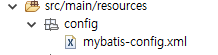 src/main/resources
config
mybatis-config.xml